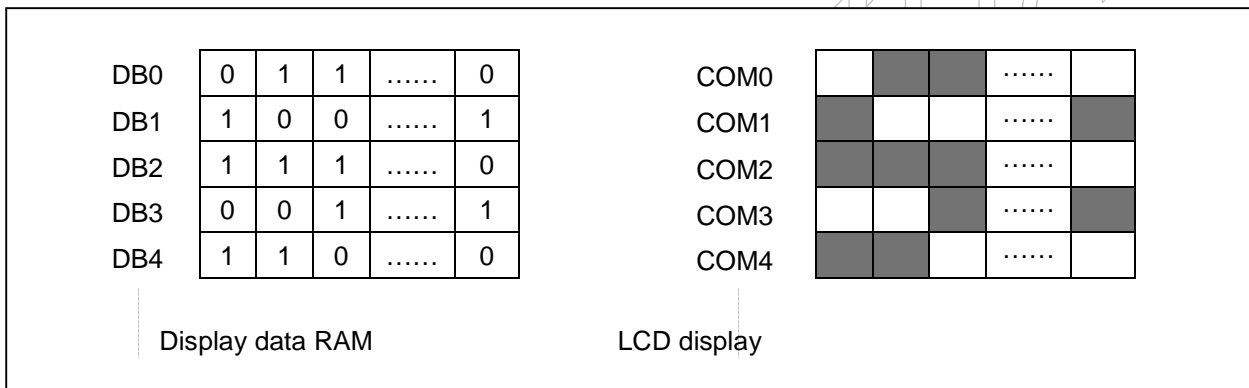 DB0 0 1 1 …… 0 COM0 ……
DB1 1 0 0 …… 1 COM1 ……
DB2 1 1 1 …… 0 COM2 ……
DB3 0 0 1 …… 1 COM3 ……
DB4 1 1 0 …… 0 COM4 ……
Display data RAM LCD display